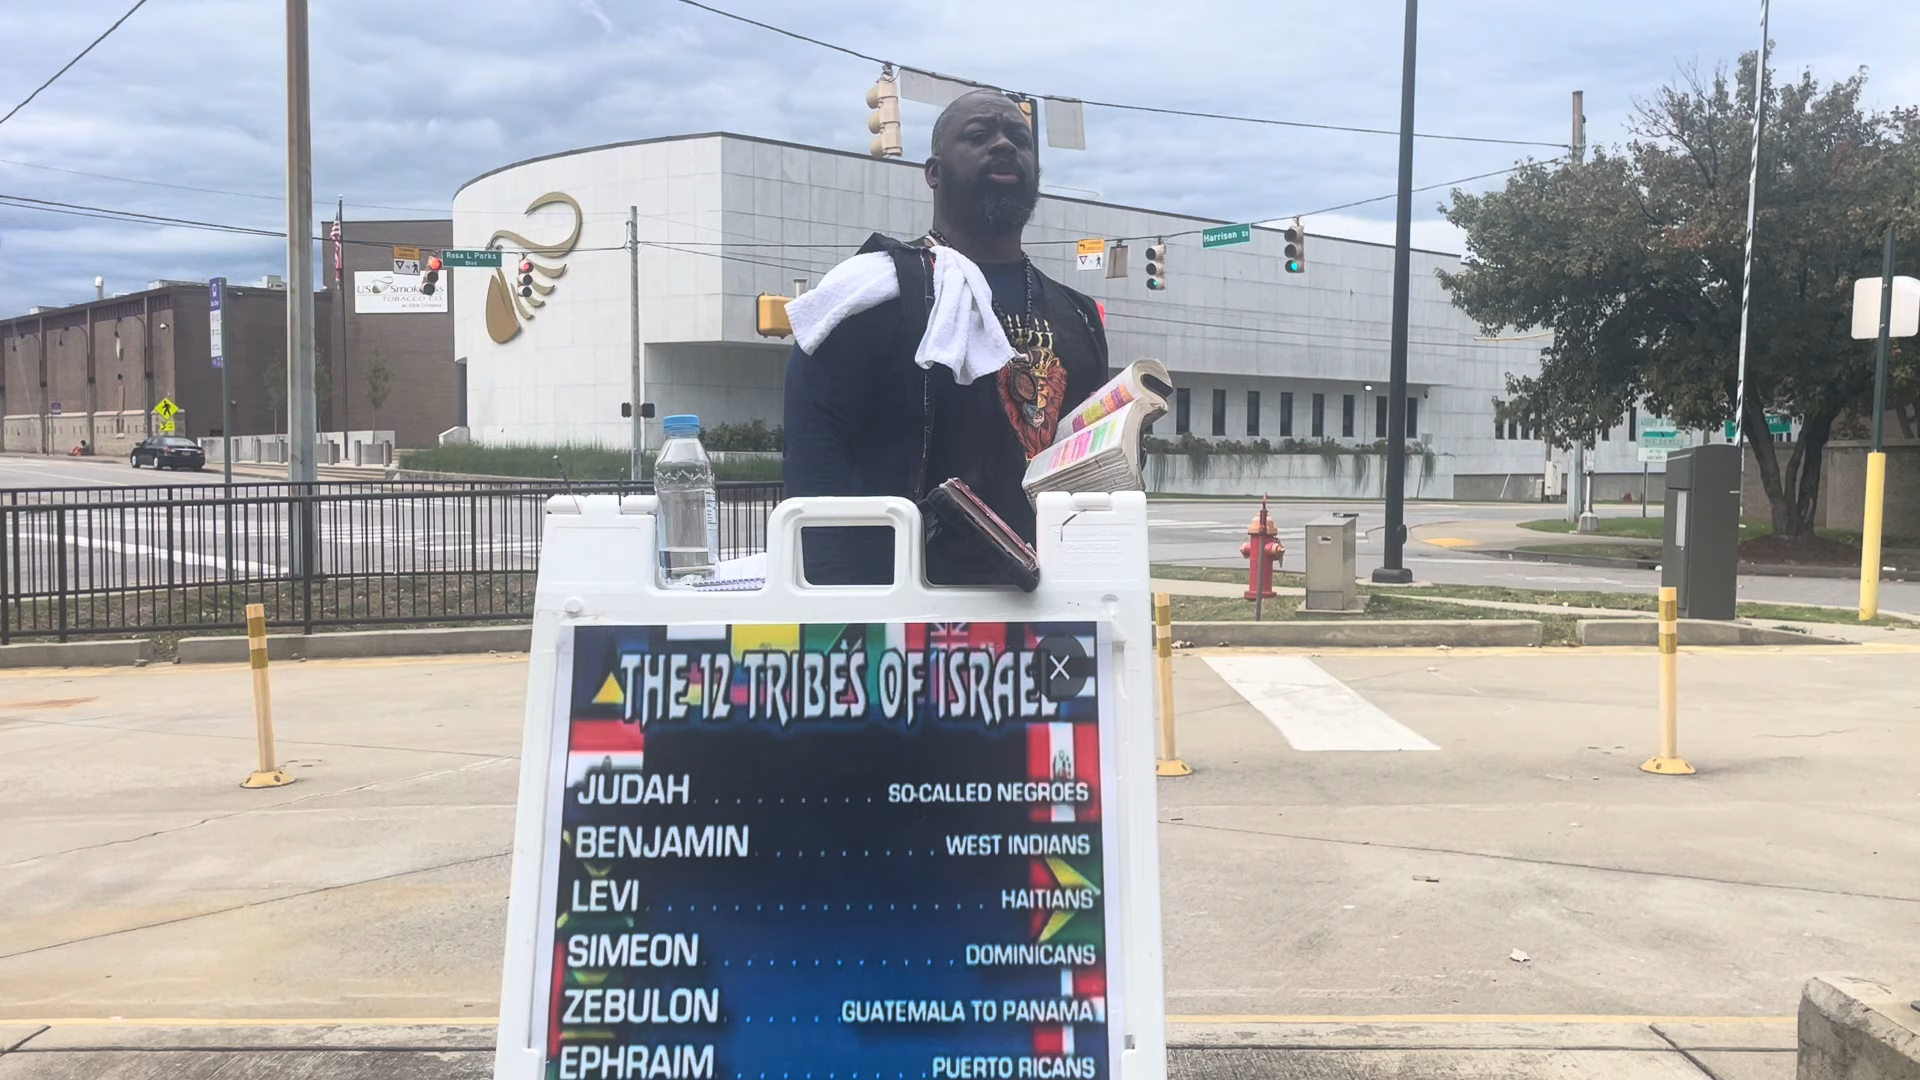 Harrison St
Rosa L Parks
Blvd
US Smokeless
TOBACCO CO.
THE 12 TRIBES OF ISRAEL
JUDAH . . . . . . . . . SO-CALLED NEGROES
BENJAMIN . . . . . . . . . . WEST INDIANS
LEVI . . . . . . . . . . . . . . . . HAITIANS
SIMEON . . . . . . . . . . . . DOMINICANS
ZEBULON . . . . . . GUATEMALA TO PANAMA
EPHRAIM . . . . . . . . . . PUERTO RICANS